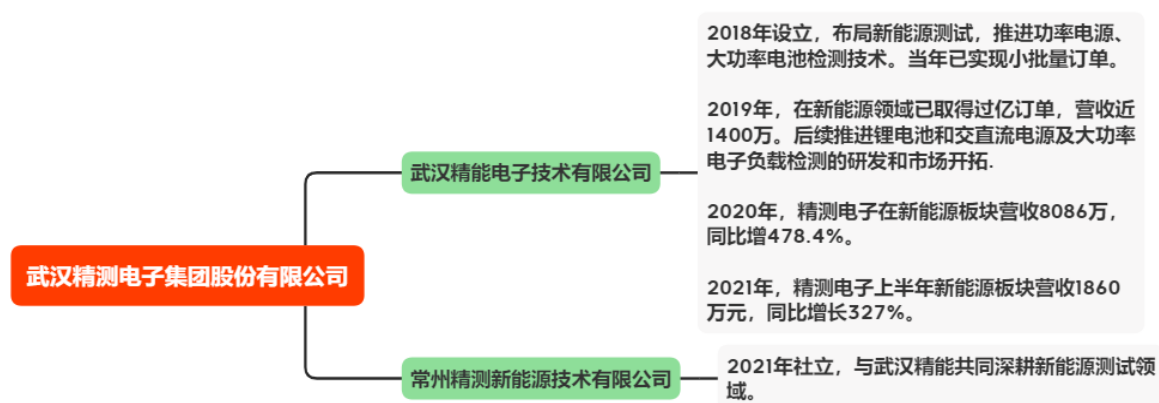 2018年设立，布局新能源测试，推进功率电源、
大功率电池检测技术。当年已实现小批量订单。
2019年，在新能源领域已取得过亿订单，营收近
1400万。后续推进锂电池和交直流电源及大功率
电子负载检测的研发和市场开拓.
武汉精能电子技术有限公司
2020年，精测电子在新能源板块营收8086万，
同比增478.4%。
武汉精测电子集团股份有限公司
2021年，精测电子上半年新能源板块营收1860
万元，同比增长327%。
常州精测新能源技术有限公司
2021年社立，与武汉精能共同深耕新能源测试领
域。